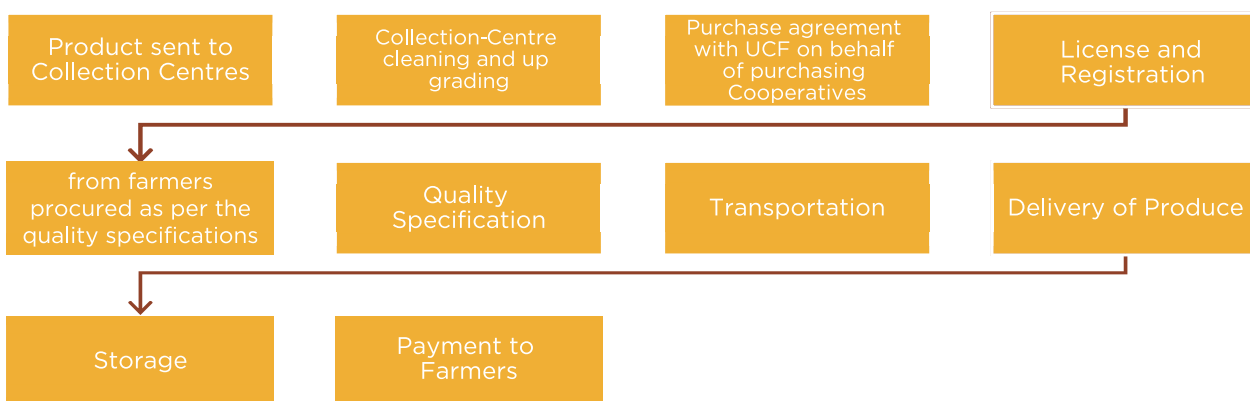 Product sent to
Collection Centres
Collection-Centre
cleaning and up
grading
Purchase agreement
with UCF on behalf
of purchasing
Cooperatives
License and
Registration
from farmers
procured as per the
quality specifications
Quality
Specification
Transportation
Delivery of Produce
Storage
Payment to
Farmers